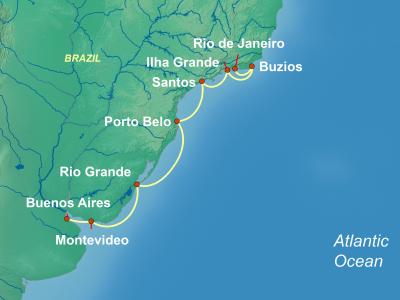 Rio de Janeiro
BRAZIL
Ilha Grande
Buzios
Santos
Porto Belo
Rio Grande
Buenos Aires
Montevideo
Atlantic
Ocean